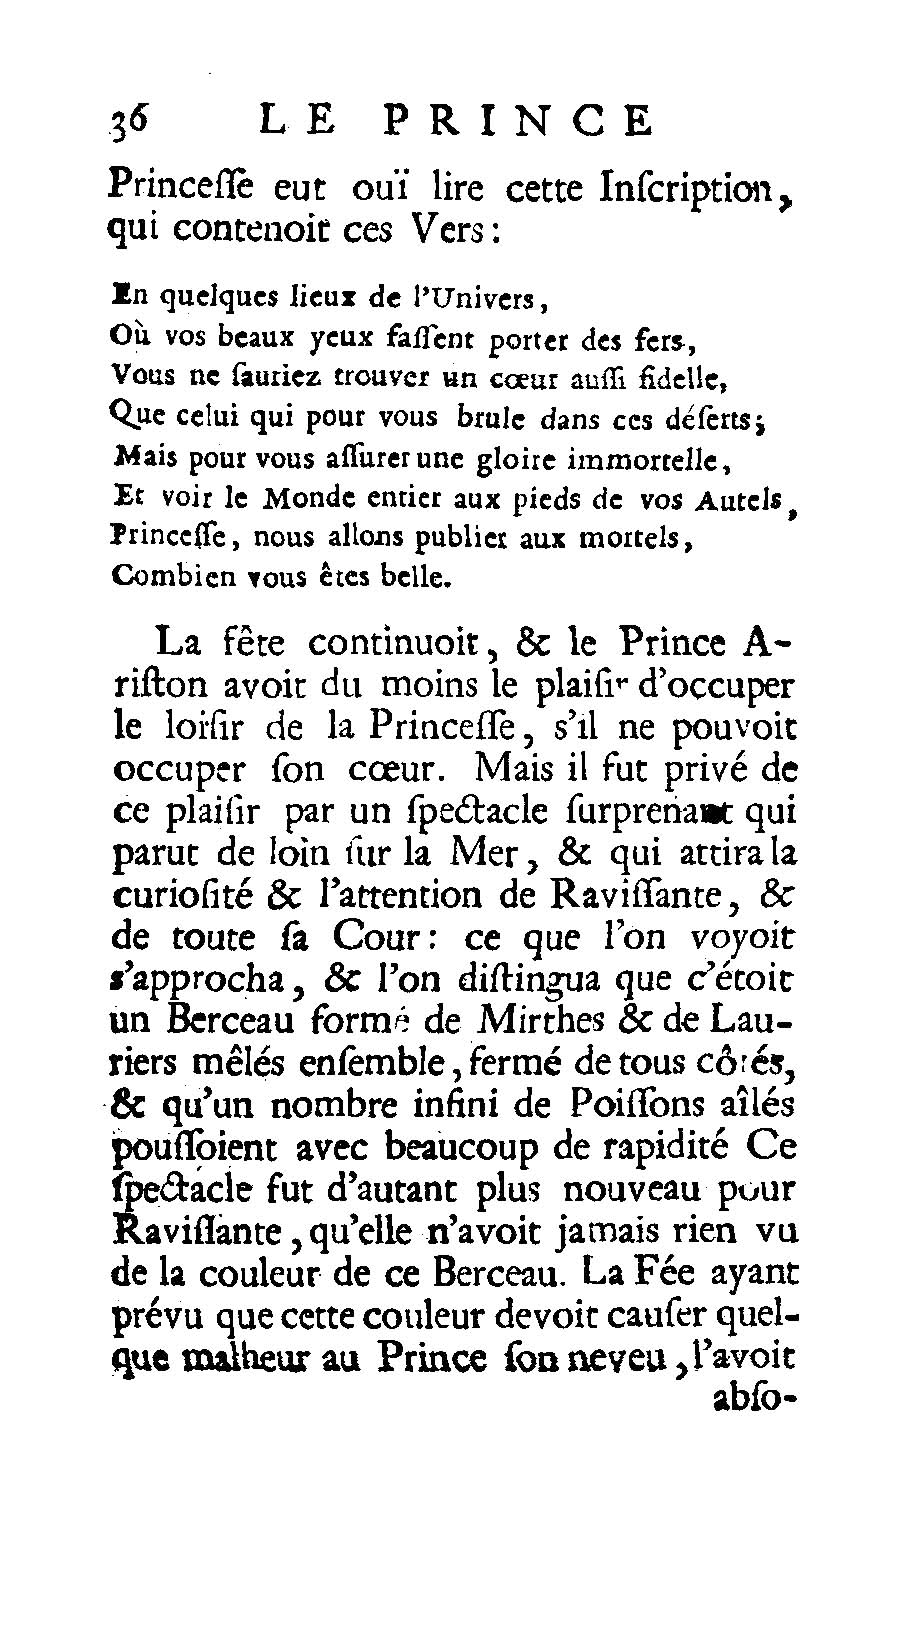 36 LE PRINCE
Princeſſe eut ouï lire cette Inſcription,
qui contenoit ces Vers:
En quelques lieux de l'Univers,
Où vos beaux yeux faſſent porter des fers,
Vous ne ſauriez trouver un cœur auſſi fidelle,
Que celui qui pour vous brule dans ces déſerts;
Mais pour vous aſſurer une gloire immortelle,
Et voir le Monde entier aux pieds de vos Autels,
Princeſſe, nous allons publier aux mortels,
Combien vous êtes belle.
La fête continuoit, & le Prince A-
riſton avoit du moins le plaiſir d'occuper
le loiſir de la Princeſſe, s'il ne pouvoit
occuper ſon cœur. Mais il fut privé de
ce plaiſir par un ſpectacle ſurprenant qui
parut de loin ſur la Mer, & qui attira la
curioſité & l'attention de Raviſſante, &
de toute ſa Cour: ce que l'on voyoit
s'approcha, & l'on diſtingua que c'étoit
un Berceau formé de Mirthes & de Lau-
riers mêlés enſemble, fermé de tous côtés,
& qu'un nombre infini de Poiſſons aîlés
pouſſoient avec beaucoup de rapidité Ce
ſpectacle fut d'autant plus nouveau pour
Raviſſante, qu'elle n'avoit jamais rien vu
de la couleur de ce Berceau. La Fée ayant
prévu que cette couleur devoit cauſer quel-
que malheur au Prince ſon neveu, l'avoit
abſo-